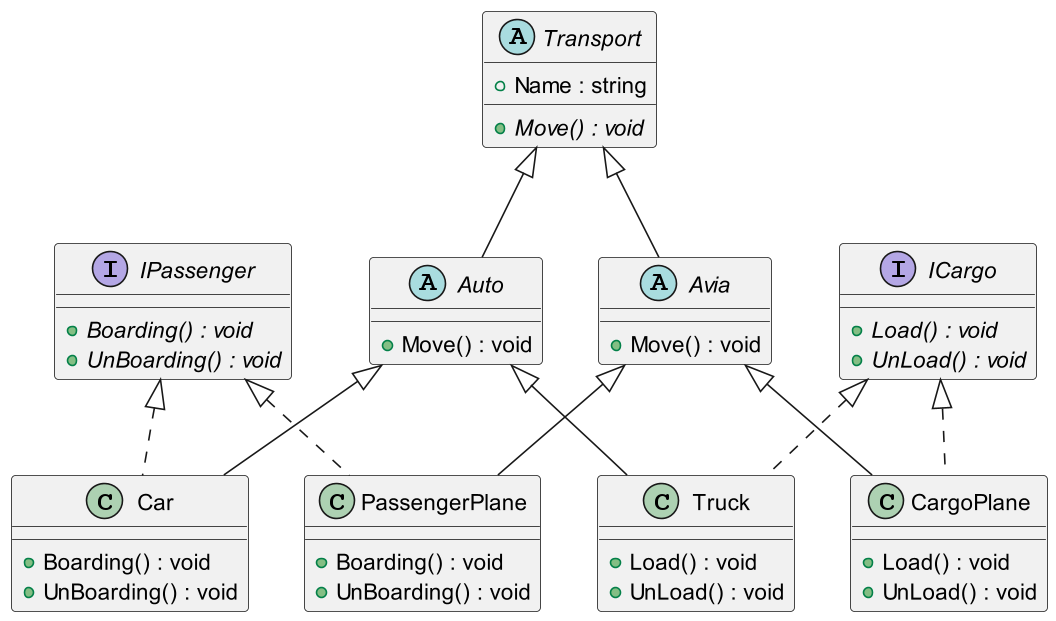 A Transport
Name : string
Move() : void
I IPassenger
Boarding() : void
UnBoarding() : void
A Auto
Move() : void
A Avia
Move() : void
I ICargo
Load() : void
UnLoad() : void
C Car
Boarding() : void
UnBoarding() : void
C PassengerPlane
Boarding() : void
UnBoarding() : void
C Truck
Load() : void
UnLoad() : void
C CargoPlane
Load() : void
UnLoad() : void